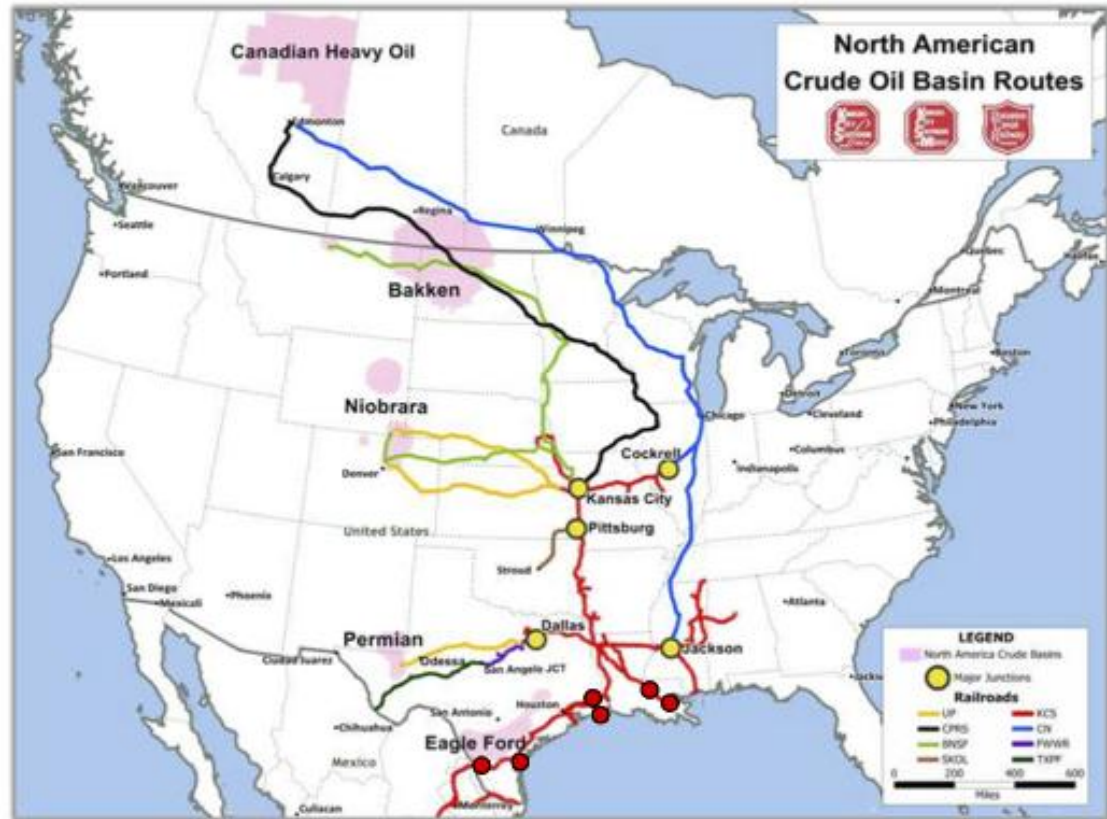 North American
Crude Oil Basin Routes
Canadian Heavy Oil
Edmonton
Canada
Calgary
Vancouver
Regina
Winnipeg
Seattle
Quebec
Halifax
Portland
Bakken
Montreal
Toronto
Boston
Niobrara
Detroit
Chicago
Cleveland
New York
Philadelphia
San Francisco
Denver
Cockrell
Columbus
Indianapolis
Kansas City
United States
Pittsburg
Stroud
Los Angeles
San Diego
Mexicali
Phoenix
Atlanta
Dallas
Permian
Jackson
Ciudad Juarez
Odessa
San Angelo JCT
Chihuahua
San Antonio
Houston
Eagle Ford
Mexico
Monterrey
Culiacan
LEGEND
North America Crude Basins
Major Junctions
Railroads
UP
KCS
CPRS
CN
BNSF
FWWR
SKOL
TXPF
0 200 400 600
Miles